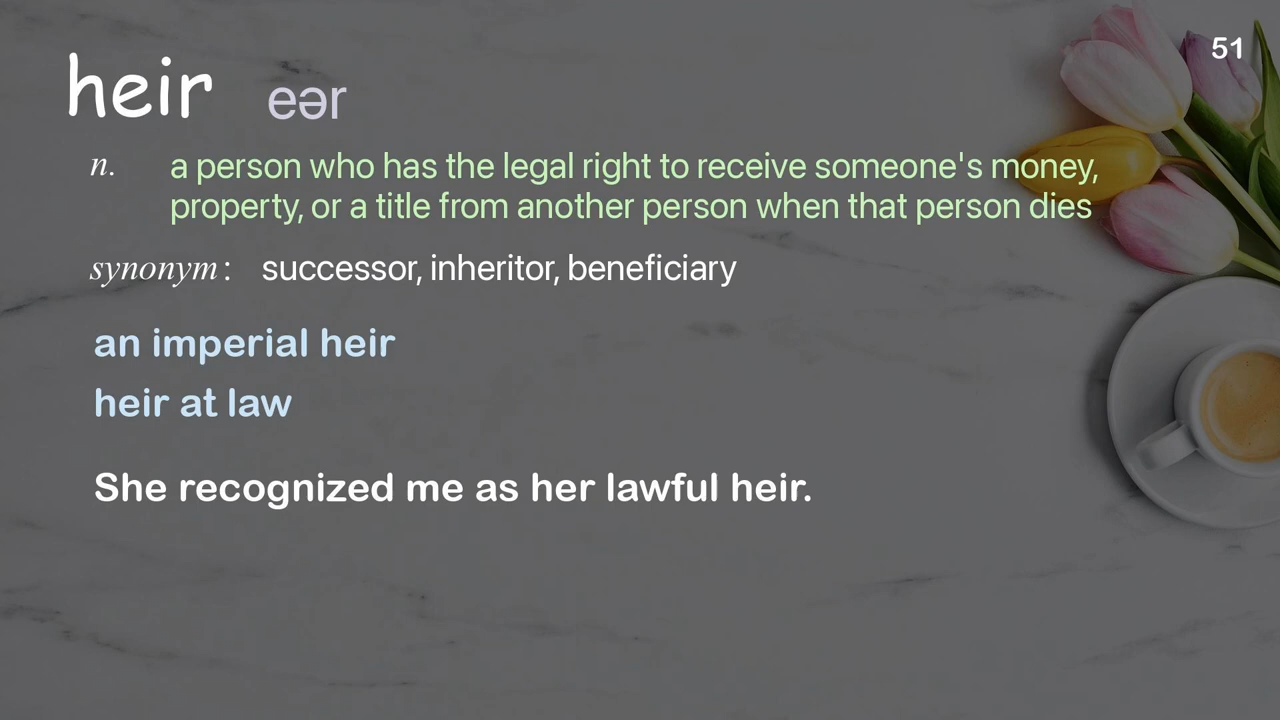 51
heir eər
n. a person who has the legal right to receive someone's money,
property, or a title from another person when that person dies
synonym : successor, inheritor, beneficiary
an imperial heir
heir at law
She recognized me as her lawful heir.